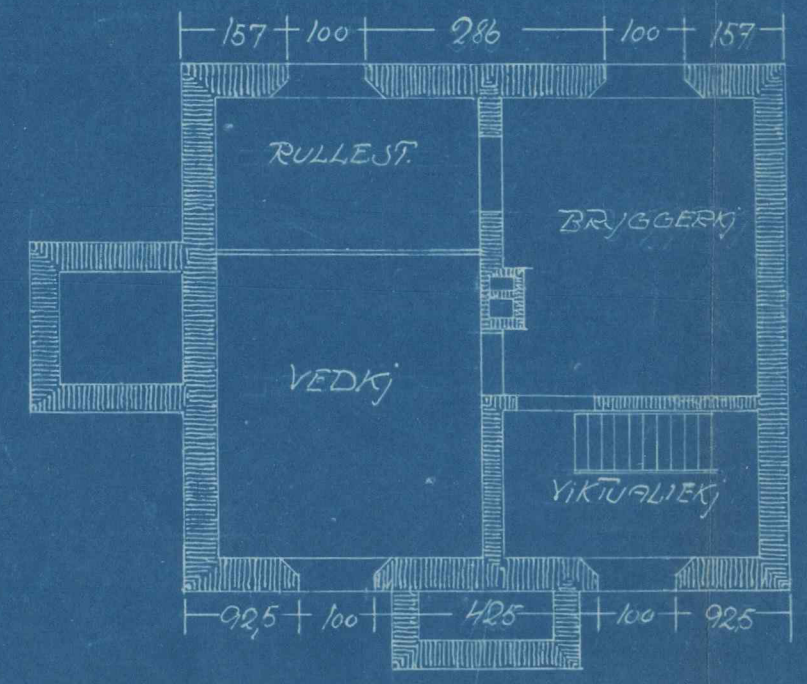 157 100 286 100 157
RULLEST.
BRYGGERKJ
VEDKJ
VIKTUALIEKJ
92,5 100 425 100 92,5